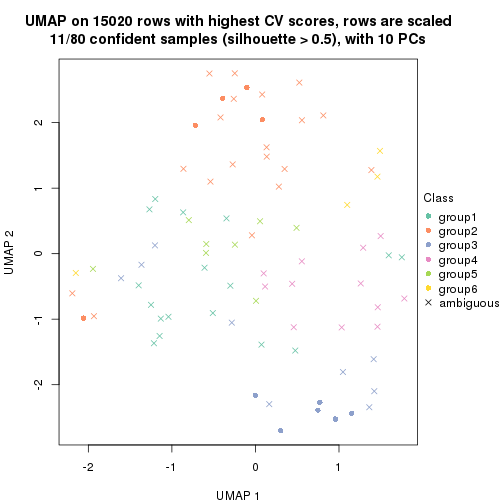 UMAP on 15020 rows with highest CV scores, rows are scaled
11/80 confident samples (silhouette > 0.5), with 10 PCs
UMAP 2
2
1
0
-1
-2
-2
-1
0
1
UMAP 1
Class
group1
group2
group3
group4
group5
group6
ambiguous